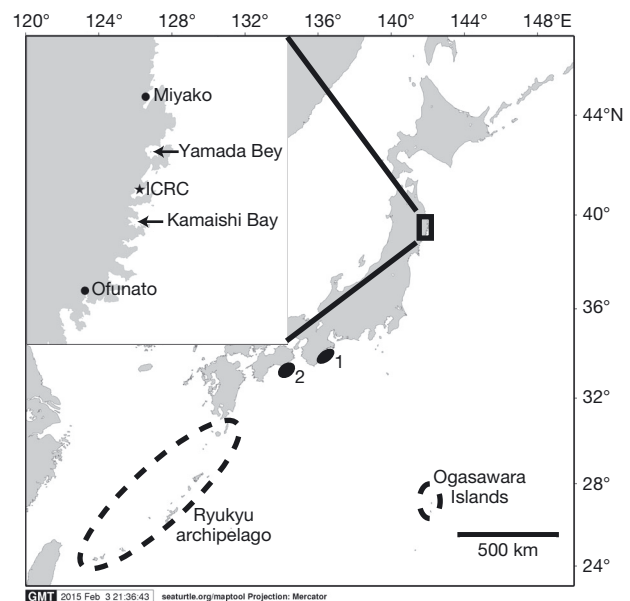 120° 128° 132° 136° 140° 144° 148°E
Miyako
Yamada Bey
ICRC
Kamaishi Bay
Ofunato
44°N
40°
36°
32°
28°
24°
1
2
Ryukyu
archipelago
Ogasawara
Islands
500 km
GMT 2015 Feb 3 21:36:43 seaturtle.org/maptool Projection: Mercator